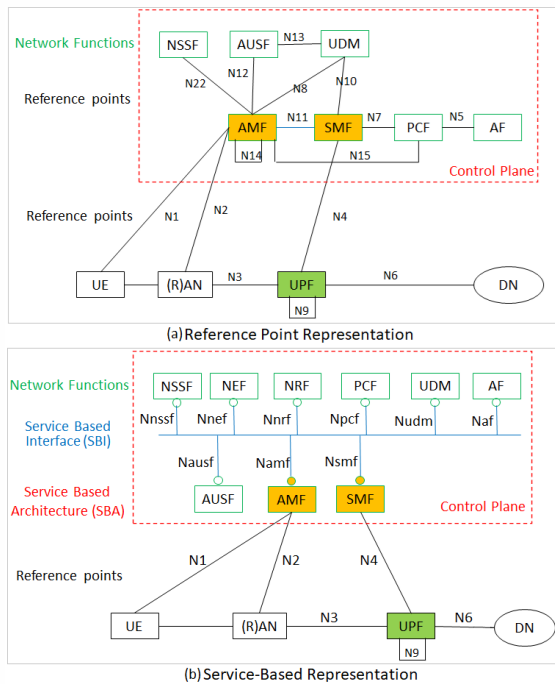 Network Functions
NSSF
AUSF
N13
UDM
N22
N12
N8
N10
Reference points
AMF
N11
SMF
N7
PCF
N5
AF
N14
N15
Control Plane
Reference points
N1
N2
N4
UE
(R)AN
N3
UPF
N6
DN
N9
(a) Reference Point Representation
Network Functions
NSSF
NEF
NRF
PCF
UDM
AF
Service Based
Interface (SBI)
Nnssf
Nnef
Nnrf
Npcf
Nudm
Naf
Nausf
Namf
Nsmf
Service Based
Architecture (SBA)
AUSF
AMF
SMF
Control Plane
Reference points
N1
N2
N4
UE
(R)AN
N3
UPF
N6
DN
N9
(b) Service-Based Representation